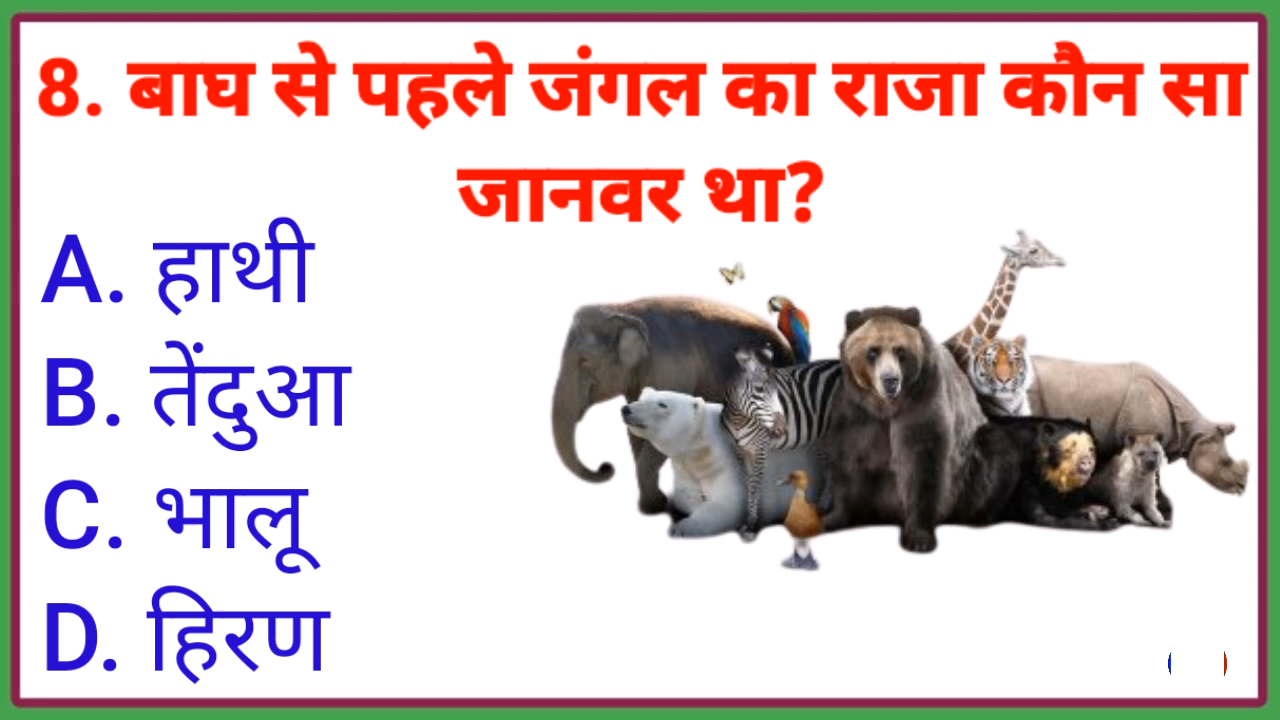 8. बाघ से पहले जंगल का राजा कौन सा
जानवर था?
A. हाथी
B. तेंदुआ
C. भालू
D. हिरण